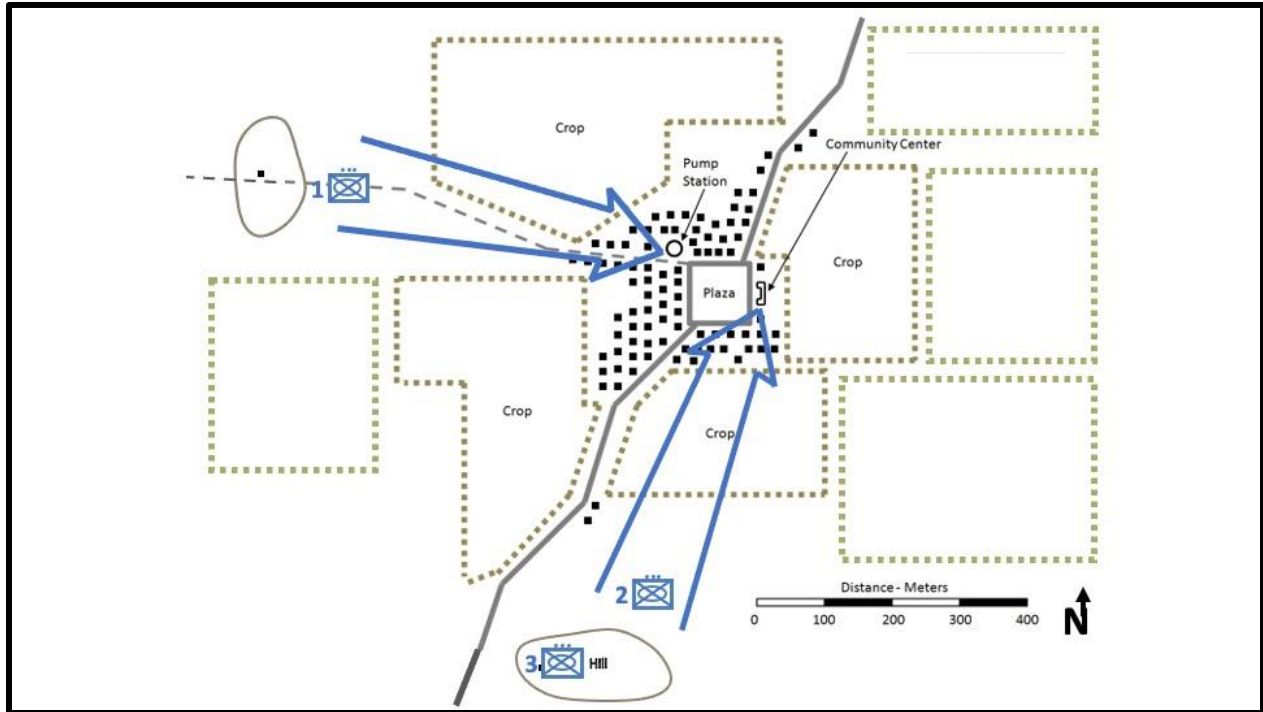 Crop
Community Center
Pump
Station
1
Crop
Plaza
Crop
Crop
2
Distance - Meters
0 100 200 300 400
N
3 Hill